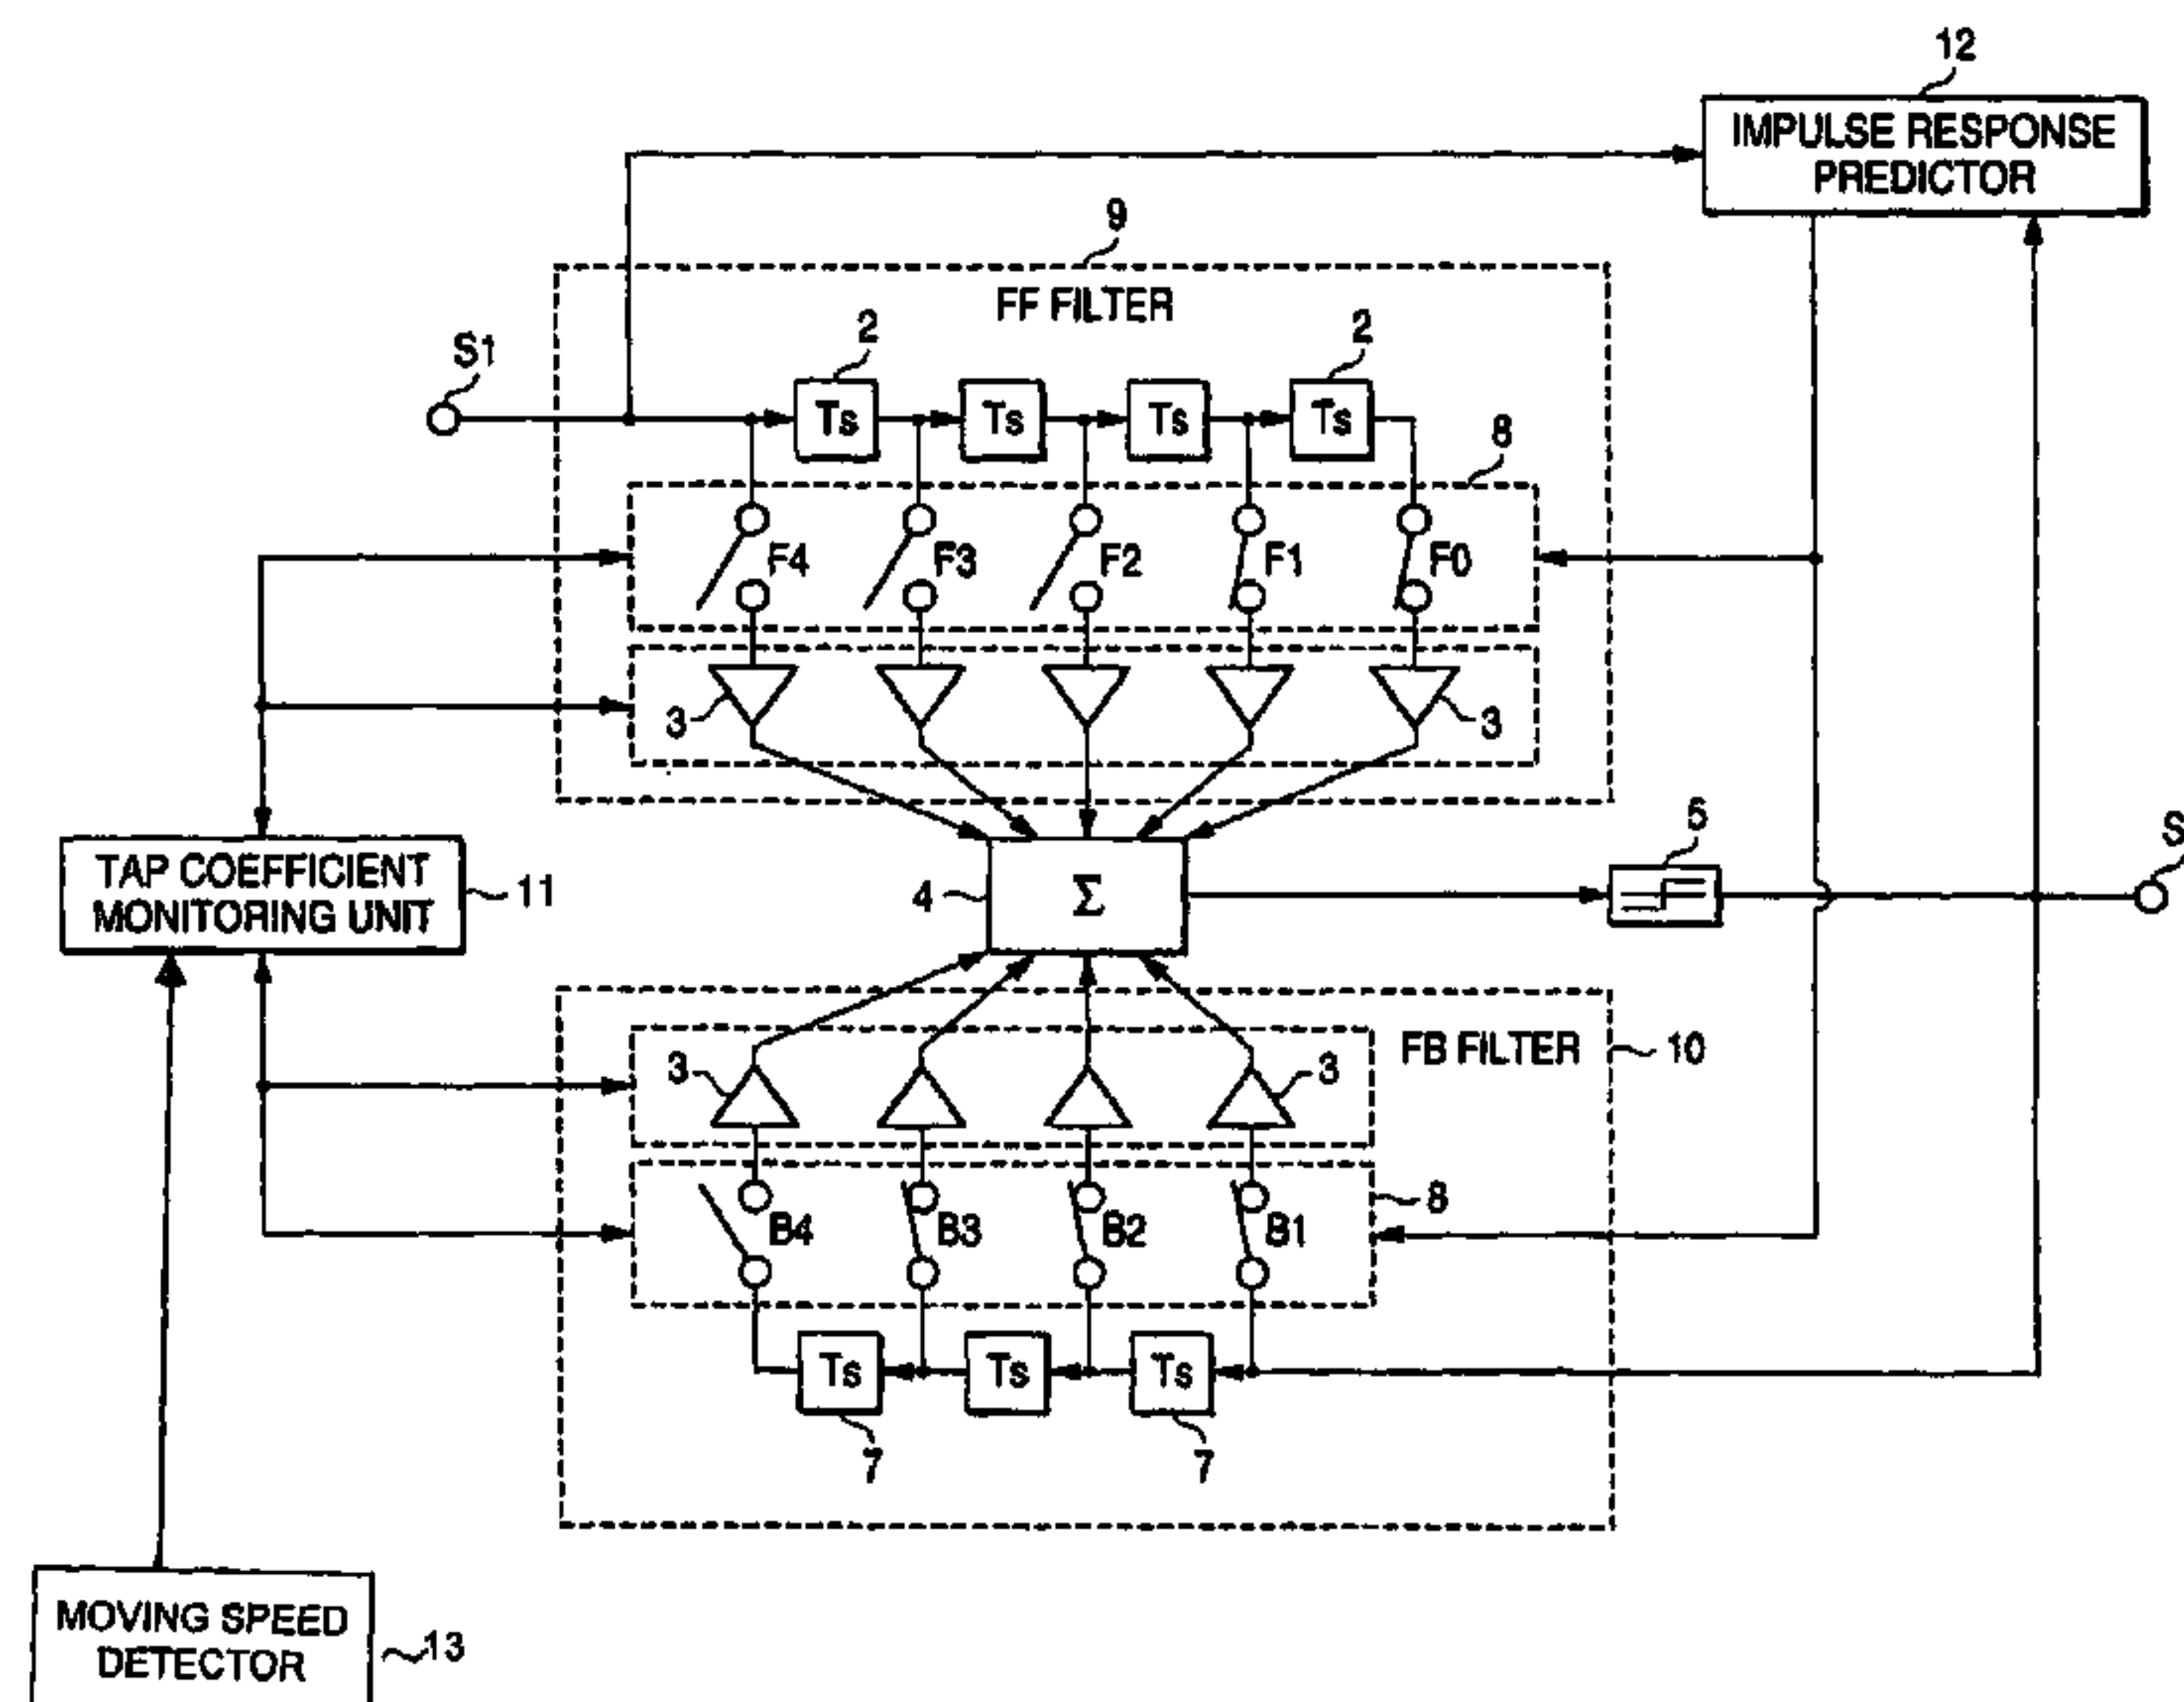 12
IMPULSE RESPONSE
PREDICTOR
9
FF FILTER
S1
2
2
Ts
Ts
Ts
Ts
8
F4
F3
F2
F1
F0
3
3
5
S
TAP COEFFICIENT
MONITORING UNIT
11
4
Σ
FB FILTER
10
3
3
B4
B3
B2
B1
8
Ts
Ts
Ts
7
7
MOVING SPEED
DETECTOR
13